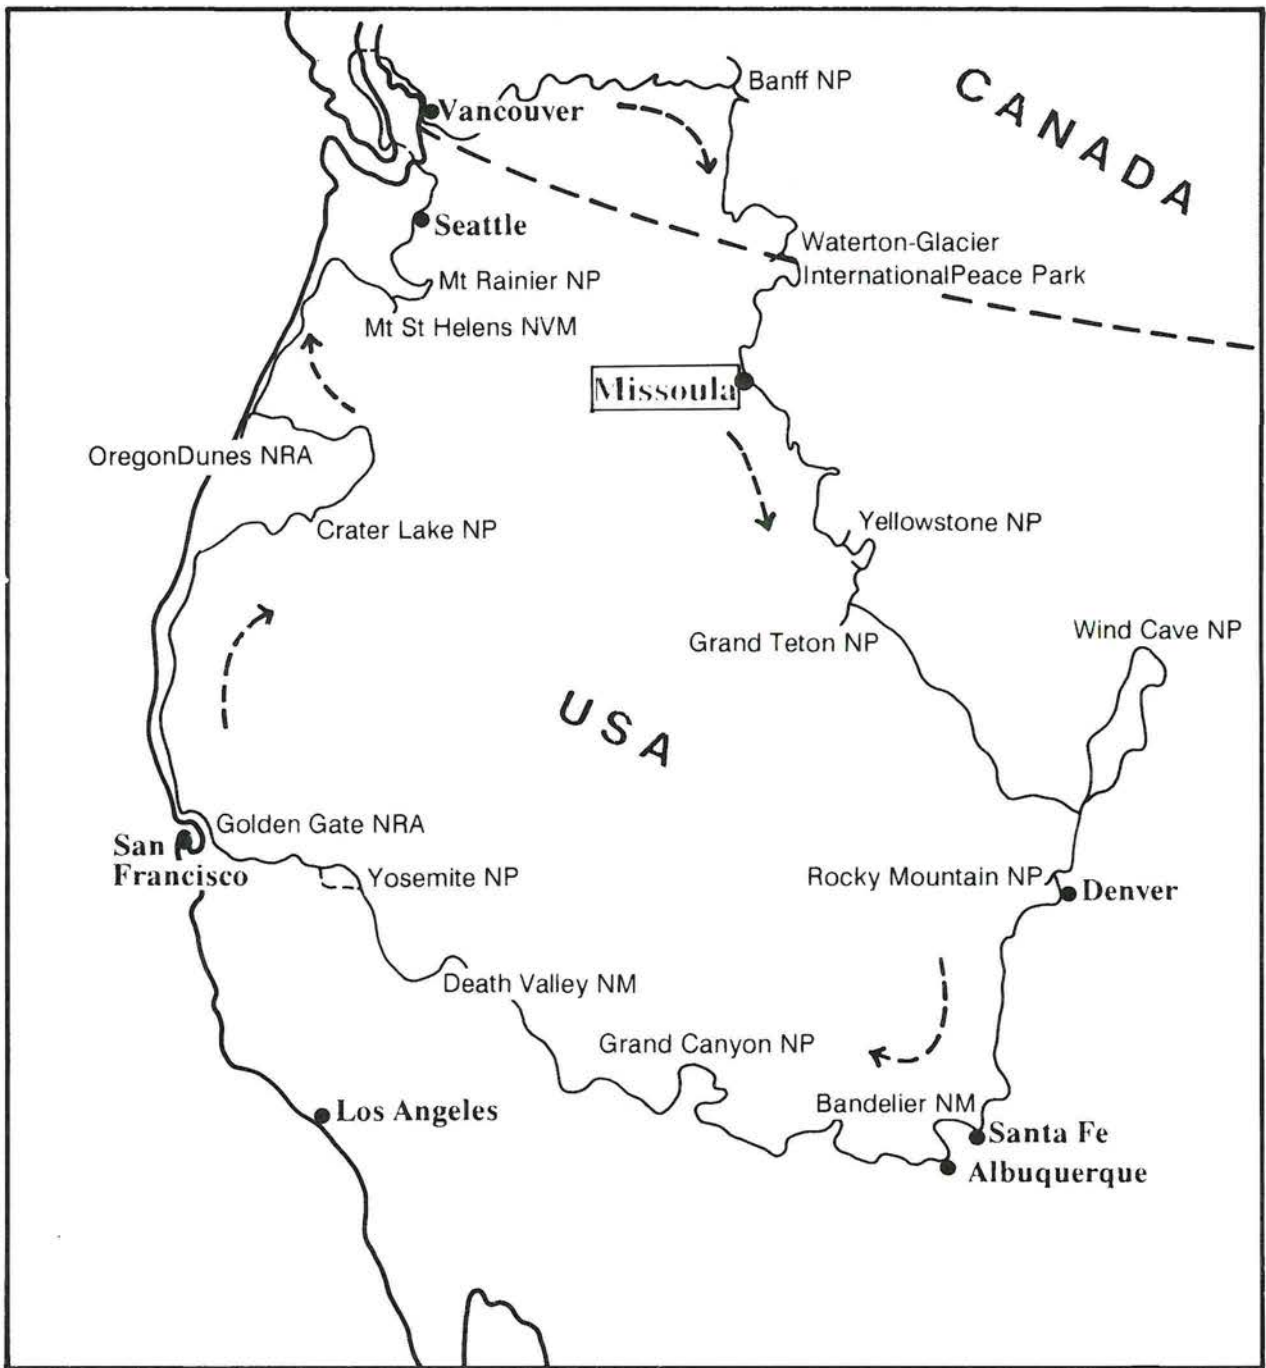 CANADA
Banff NP
Vancouver
Seattle
Waterton-Glacier
InternationalPeace Park
Mt Rainier NP
Mt St Helens NVM
Missoula
OregonDunes NRA
Crater Lake NP
Yellowstone NP
Grand Teton NP
Wind Cave NP
USA
Golden Gate NRA
San
Francisco
Yosemite NP
Rocky Mountain NP
Denver
Death Valley NM
Grand Canyon NP
Bandelier NM
Los Angeles
Santa Fe
Albuquerque